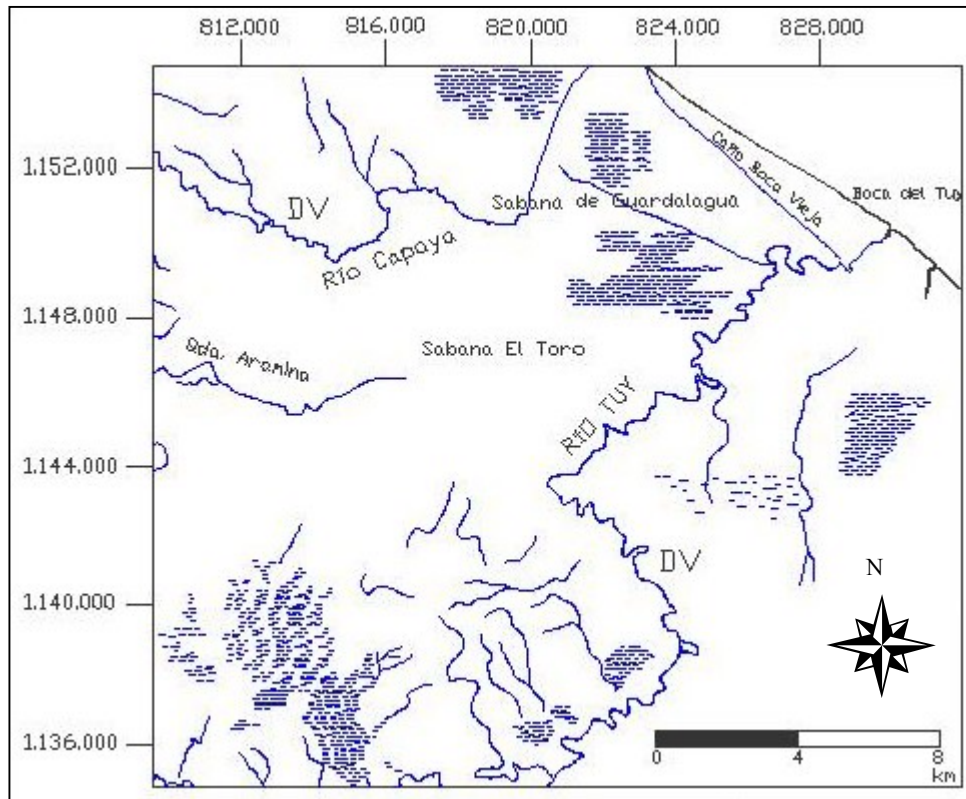 812.000 816.000 820.000 824.000 828.000
1.152.000
1.148.000
1.144.000
1.140.000
1.136.000
Caño Boca Vieja
Boca del Tuy
Sabana de Guardalagua
DV
Río Capaya
Sabana El Toro
Qda. Aramina
RíO TUY
DV
N
0 4 8
km